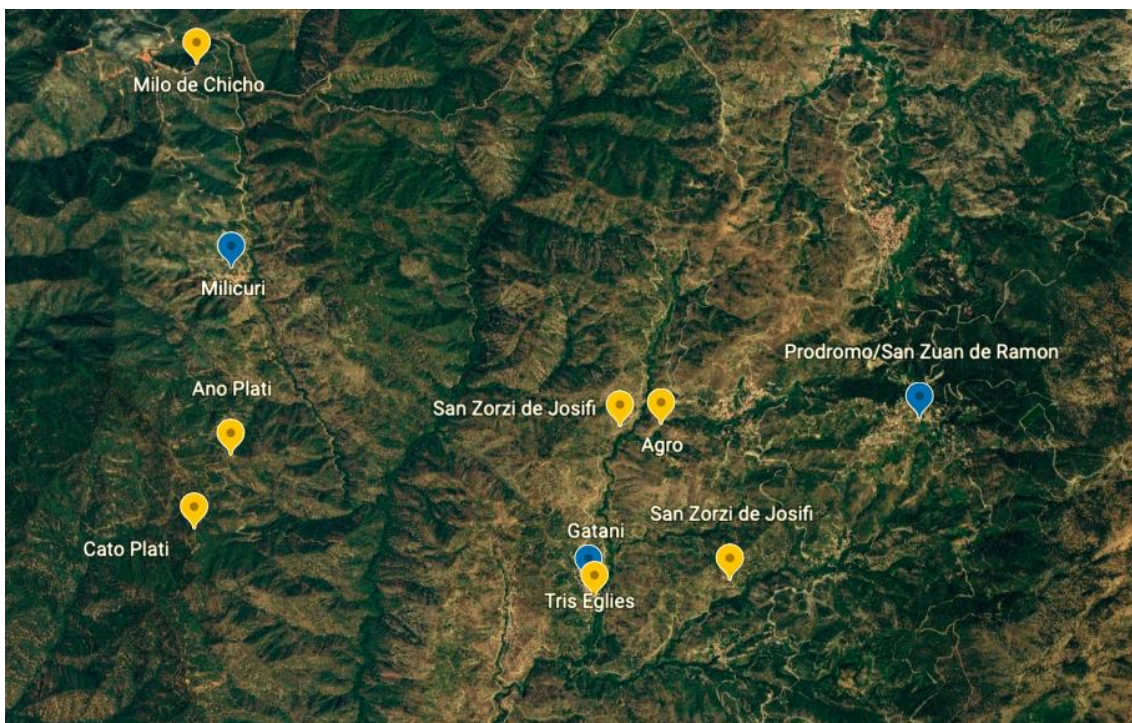 Milo de Chicho
Milicuri
Prodromo/San Zuan de Ramon
Ano Plati
San Zorzi de Josifi
Agro
San Zorzi de Josifi
Gatani
Cato Plati
Tris Eglies